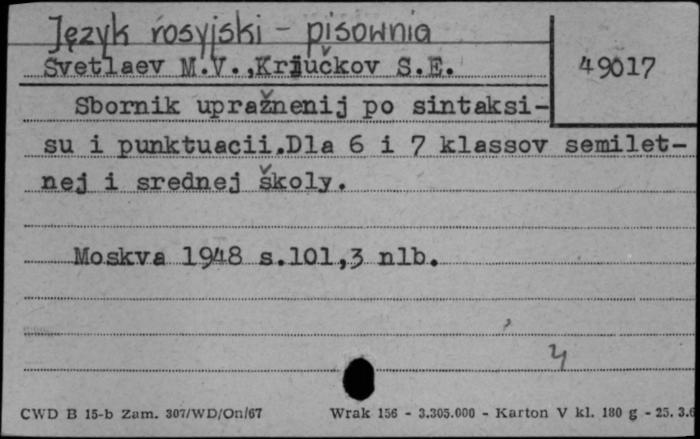 Język rosyjski - pisownia
Svetlaev M.V.,Krjučkov S.E.
49017
Sbornik upražnenij po sintaksi-
su i punktuacii.Dla 6 i 7 klassov semilet-
nej i srednej školy.
Moskva 1948 s.101,3 nlb.
4
CWD B 15-b Zam. 307/WD/On/67 Wrak 156 - 3.305.000 - Karton V kl. 180 g - 25. 3.6